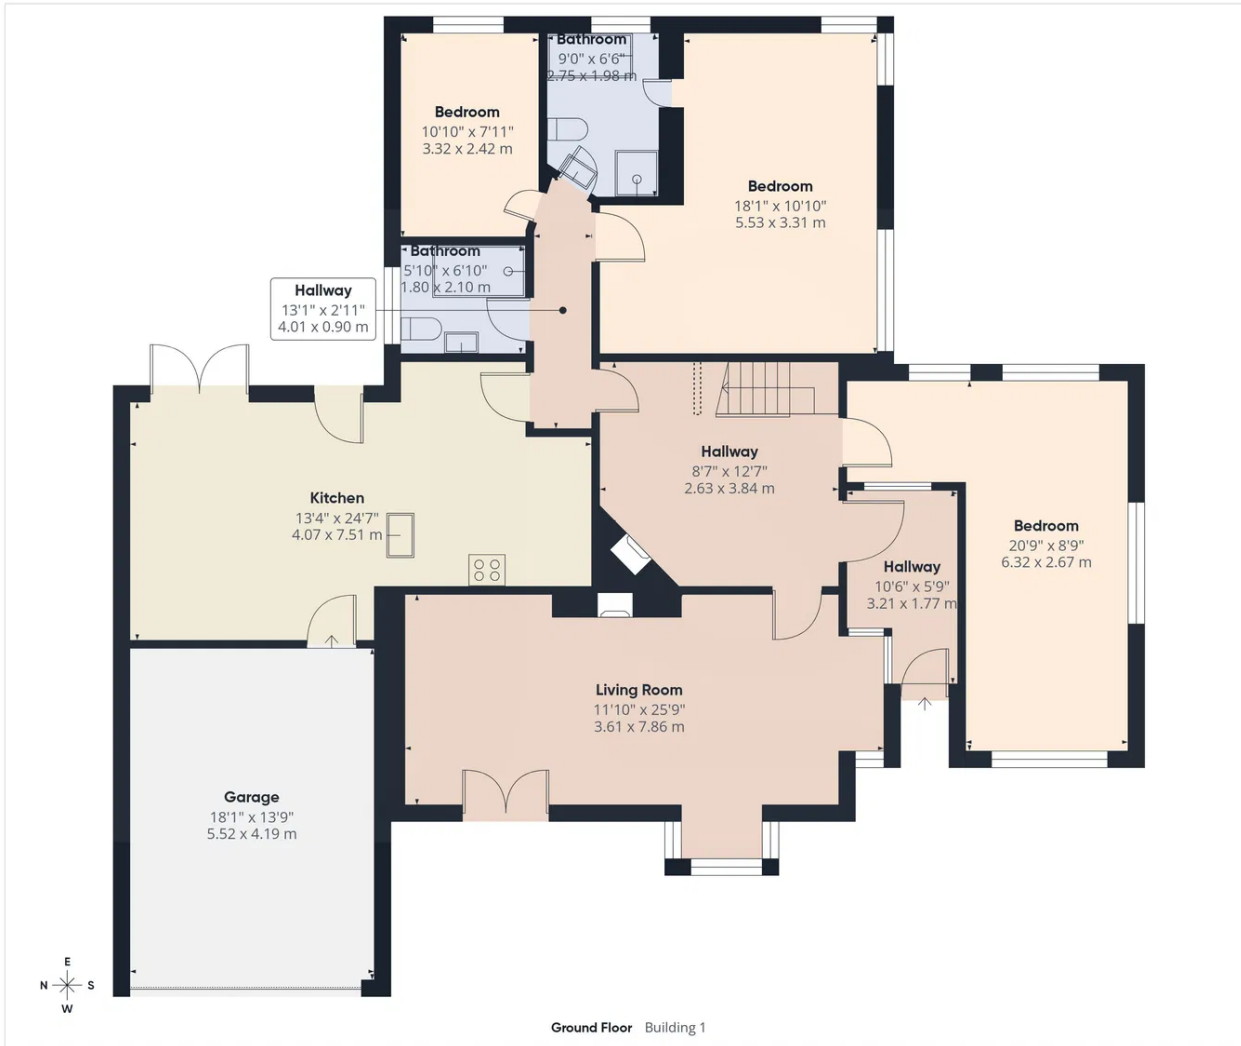 Bathroom
9'0" x 6'6"
2.75 x 1.98 m
Bedroom
10'10" x 7'11"
3.32 x 2.42 m
Bedroom
18'1" x 10'10"
5.53 x 3.31 m
Bathroom
5'10" x 6'10"
1.80 x 2.10 m
Hallway
13'1" x 2'11"
4.01 x 0.90 m
Hallway
8'7" x 12'7"
2.63 x 3.84 m
Kitchen
13'4" x 24'7"
4.07 x 7.51 m
Bedroom
20'9" x 8'9"
6.32 x 2.67 m
Hallway
10'6" x 5'9"
3.21 x 1.77 m
Living Room
11'10" x 25'9"
3.61 x 7.86 m
Garage
18'1" x 13'9"
5.52 x 4.19 m
E
N S
W
Ground Floor Building 1